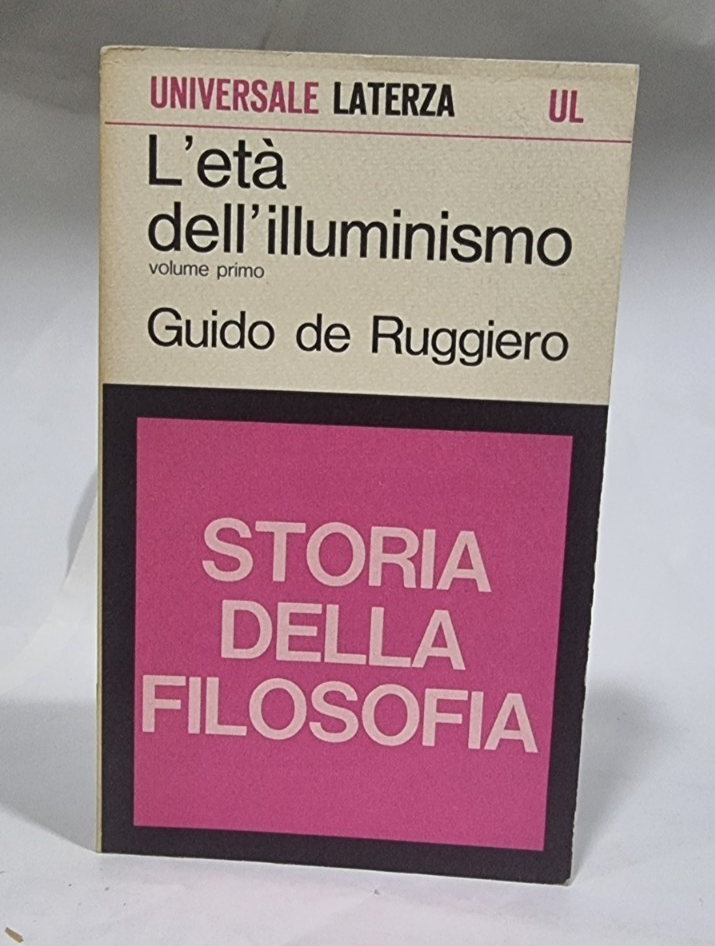 UNIVERSALE LATERZA UL
L'età
dell'illuminismo
volume primo
Guido de Ruggiero
STORIA
DELLA
FILOSOFIA